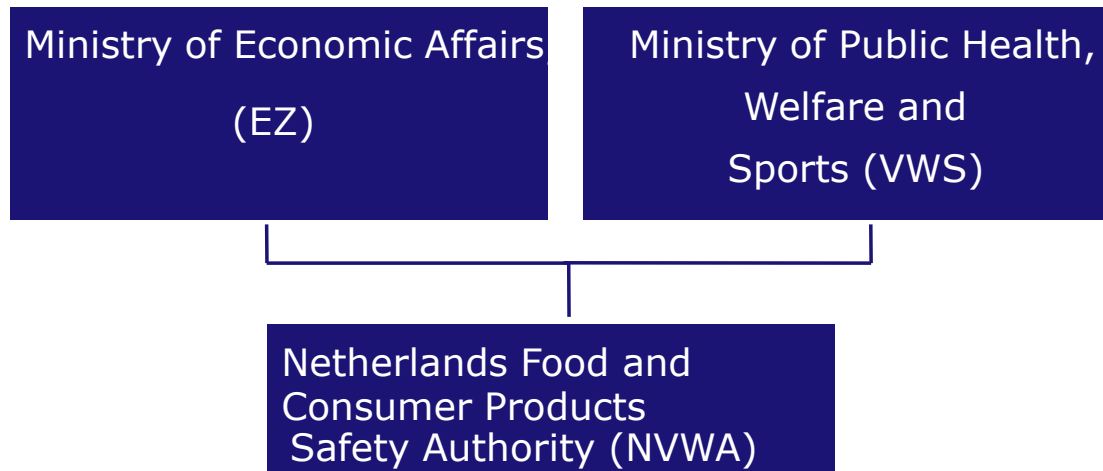 Ministry of Economic Affairs,
(EZ)
Ministry of Public Health,
Welfare and
Sports (VWS)
Netherlands Food and
Consumer Products
Safety Authority (NVWA)